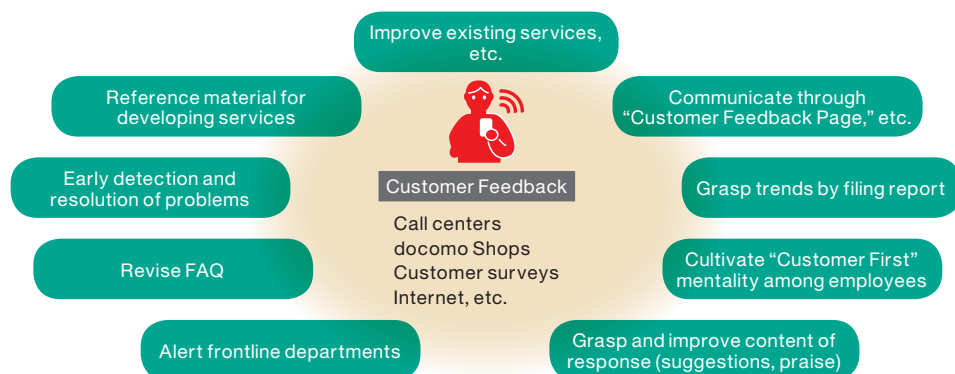 Improve existing services,
etc.
Reference material for
developing services
Communicate through
“Customer Feedback Page,” etc.
Early detection and
resolution of problems
Customer Feedback
Grasp trends by filing report
Call centers
docomo Shops
Customer surveys
Internet, etc.
Revise FAQ
Cultivate “Customer First”
mentality among employees
Alert frontline departments
Grasp and improve content of
response (suggestions, praise)